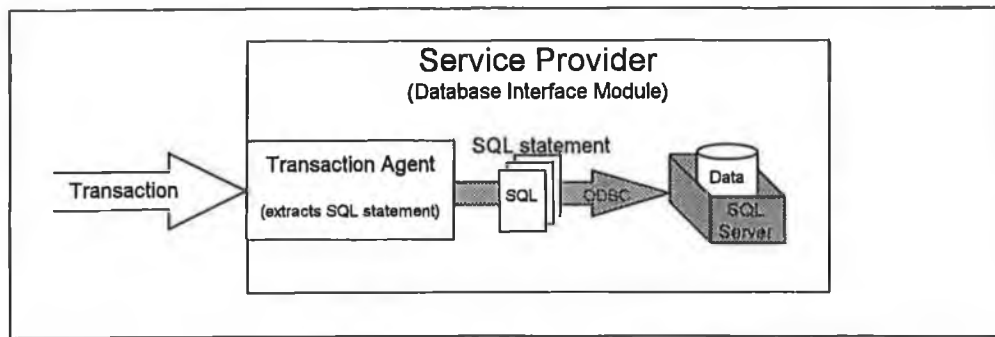 Service Provider
(Database Interface Module)
Transaction
Transaction Agent
(extracts SQL statement)
SQL statement
SQL
ODBC
Data
SQL
Server